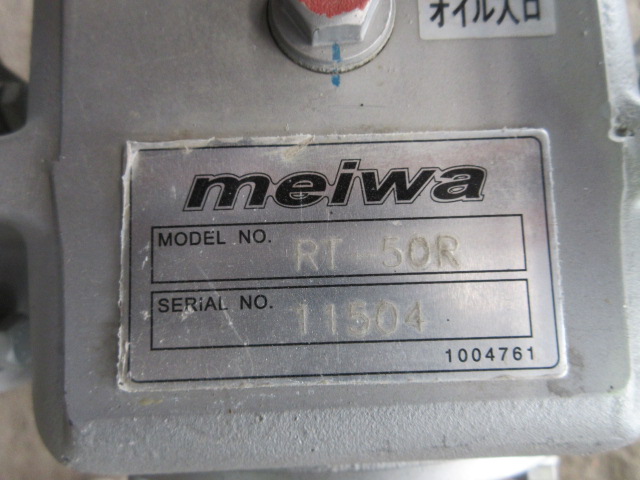 オイル入口
meiwa
MODEL NO. RT 50R
SERIAL NO. 11504
1004761